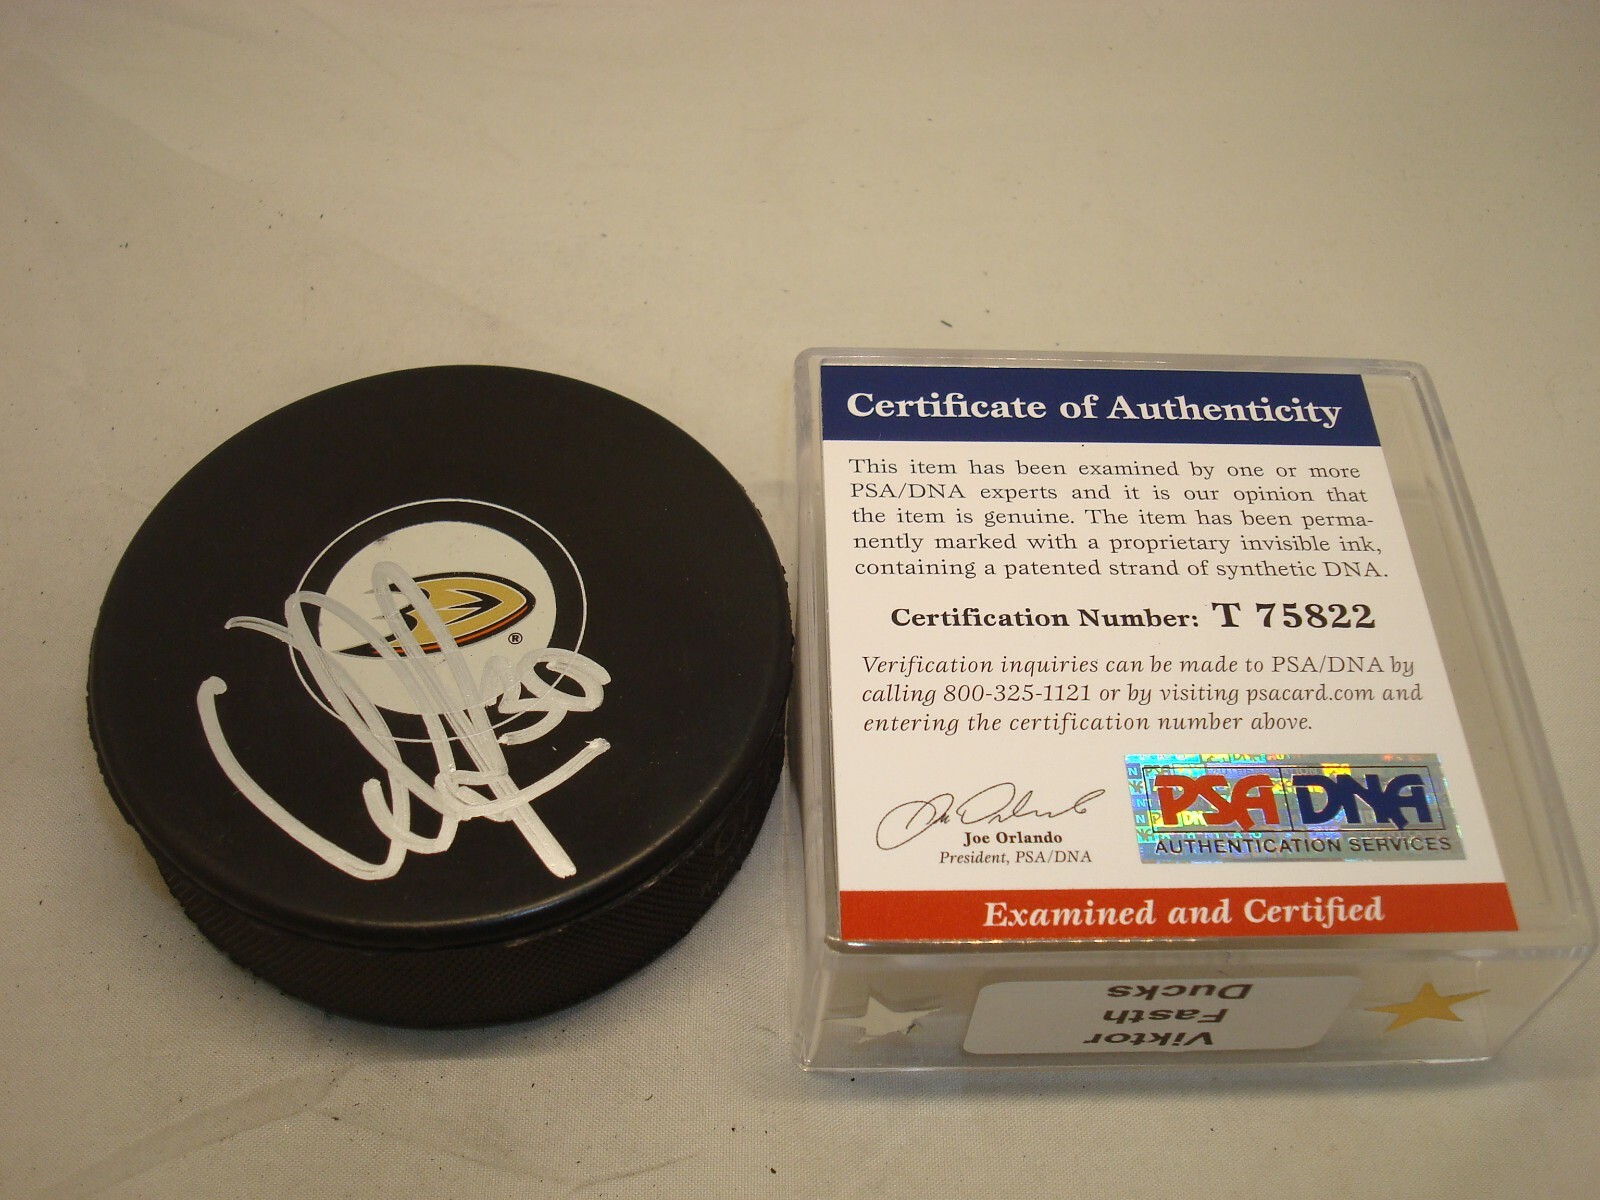 Certificate of Authenticity
This item has been examined by one or more
PSA/DNA experts and it is our opinion that
the item is genuine. The item has been perma-
nently marked with a proprietary invisible ink,
containing a patented strand of synthetic DNA.
Certification Number: T 75822
Verification inquiries can be made to PSA/DNA by
calling 800-325-1121 or by visiting psacard.com and
entering the certification number above.
Joe Orlando
President, PSA/DNA
PSA DNA
AUTHENTICATION SERVICES
Examined and Certified
Viktor
Fasth
Ducks
®